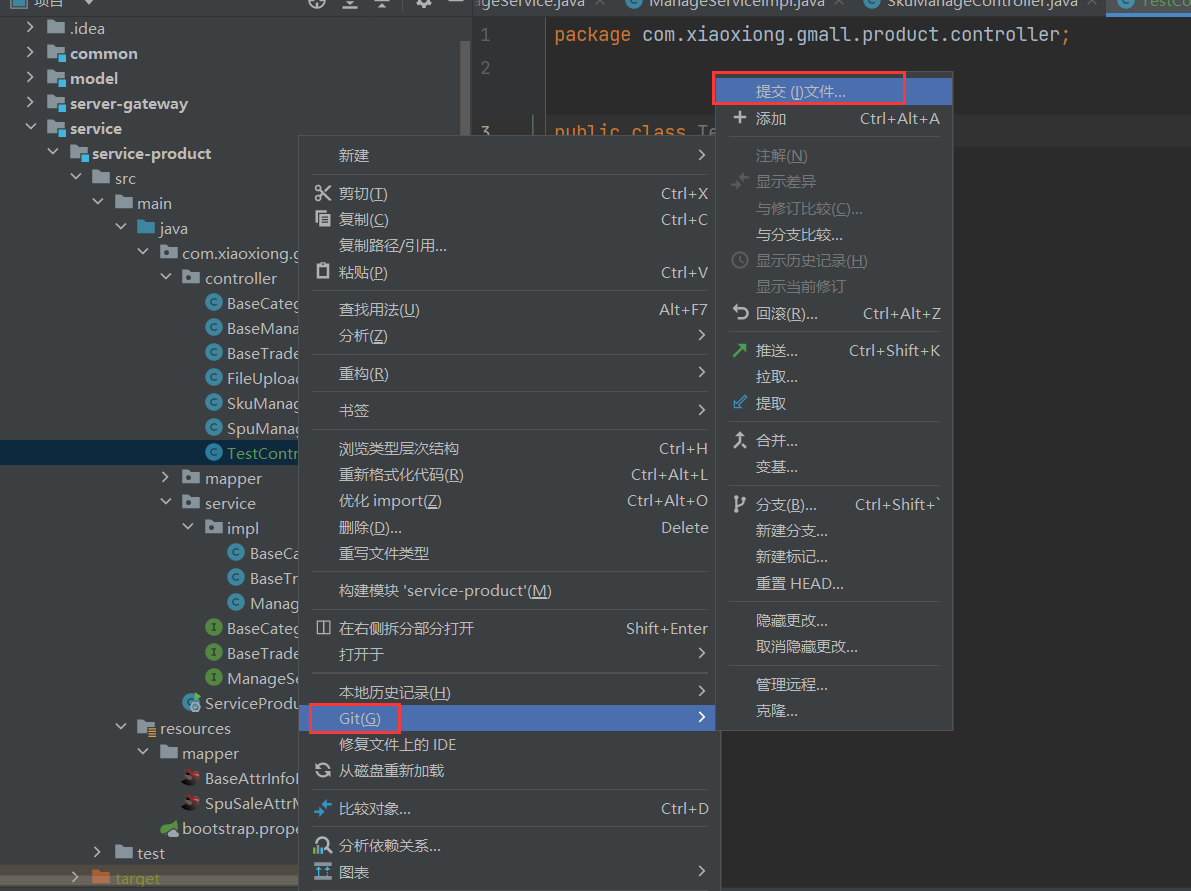 项目
ageService.java
ManageServiceImpl.java
SkuManageController.java
TestCo
.idea
common
model
server-gateway
service
service-product
src
main
java
com.xiaoxiong.g
controller
BaseCateg
BaseMana
BaseTrade
FileUploa
SkuManag
SpuManag
TestContr
mapper
service
impl
BaseCa
BaseTr
Manag
BaseCateg
BaseTrade
ManageSe
ServiceProdu
resources
mapper
BaseAttrInfo
SpuSaleAttrM
bootstrap.prope
test
target
1 package com.xiaoxiong.gmall.product.controller;
2
3 public class Te
新建
剪切(T) Ctrl+X
复制(C) Ctrl+C
复制路径/引用...
粘贴(P) Ctrl+V
查找用法(U) Alt+F7
分析(Z)
重构(R)
书签
浏览类型层次结构 Ctrl+H
重新格式化代码(R) Ctrl+Alt+L
优化 import(Z) Ctrl+Alt+O
删除(D)... Delete
重写文件类型
构建模块 'service-product'(M)
在右侧拆分部分打开 Shift+Enter
打开于
本地历史记录(H)
Git(G)
修复文件上的 IDE
从磁盘重新加载
比较对象... Ctrl+D
分析依赖关系...
图表
提交 (I)文件...
添加 Ctrl+Alt+A
注解(N)
显示差异
与修订比较(C)...
与分支比较...
显示历史记录(H)
显示当前修订
回滚(R)... Ctrl+Alt+Z
推送... Ctrl+Shift+K
拉取...
提取
合并...
变基...
分支(B)... Ctrl+Shift+`
新建分支...
新建标记...
重置 HEAD...
隐藏更改...
取消隐藏更改...
管理远程...
克隆...